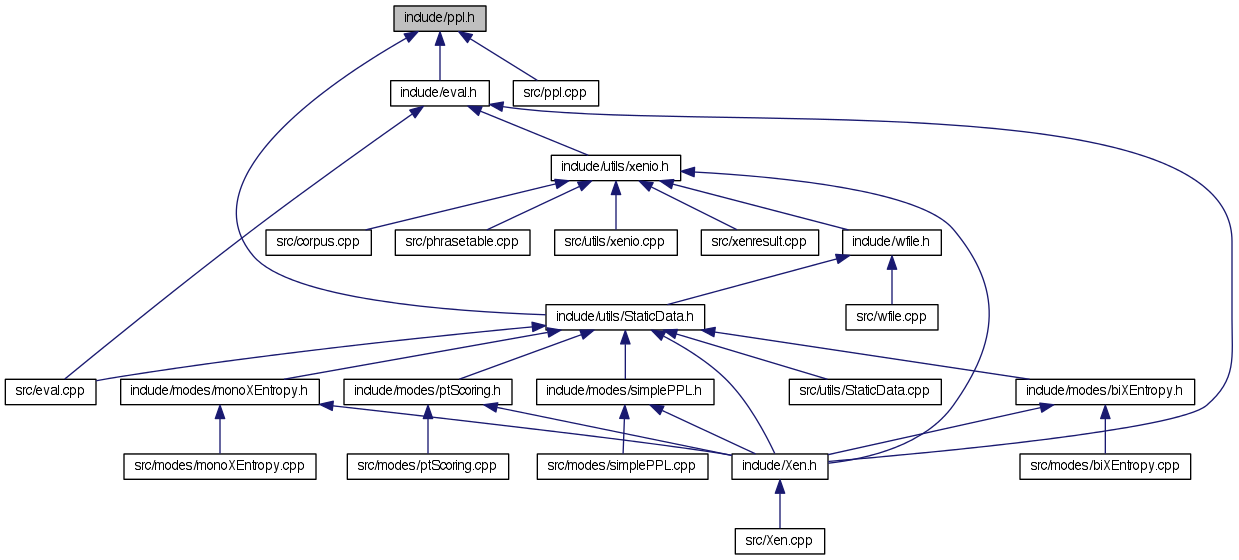 include/ppl.h
include/eval.h
src/ppl.cpp
include/utils/xenio.h
src/corpus.cpp
src/phrasetable.cpp
src/utils/xenio.cpp
src/xenresult.cpp
include/wfile.h
include/utils/StaticData.h
src/wfile.cpp
src/eval.cpp
include/modes/monoXEntropy.h
include/modes/ptScoring.h
include/modes/simplePPL.h
src/utils/StaticData.cpp
include/modes/biXEntropy.h
src/modes/monoXEntropy.cpp
src/modes/ptScoring.cpp
src/modes/simplePPL.cpp
include/Xen.h
src/modes/biXEntropy.cpp
src/Xen.cpp